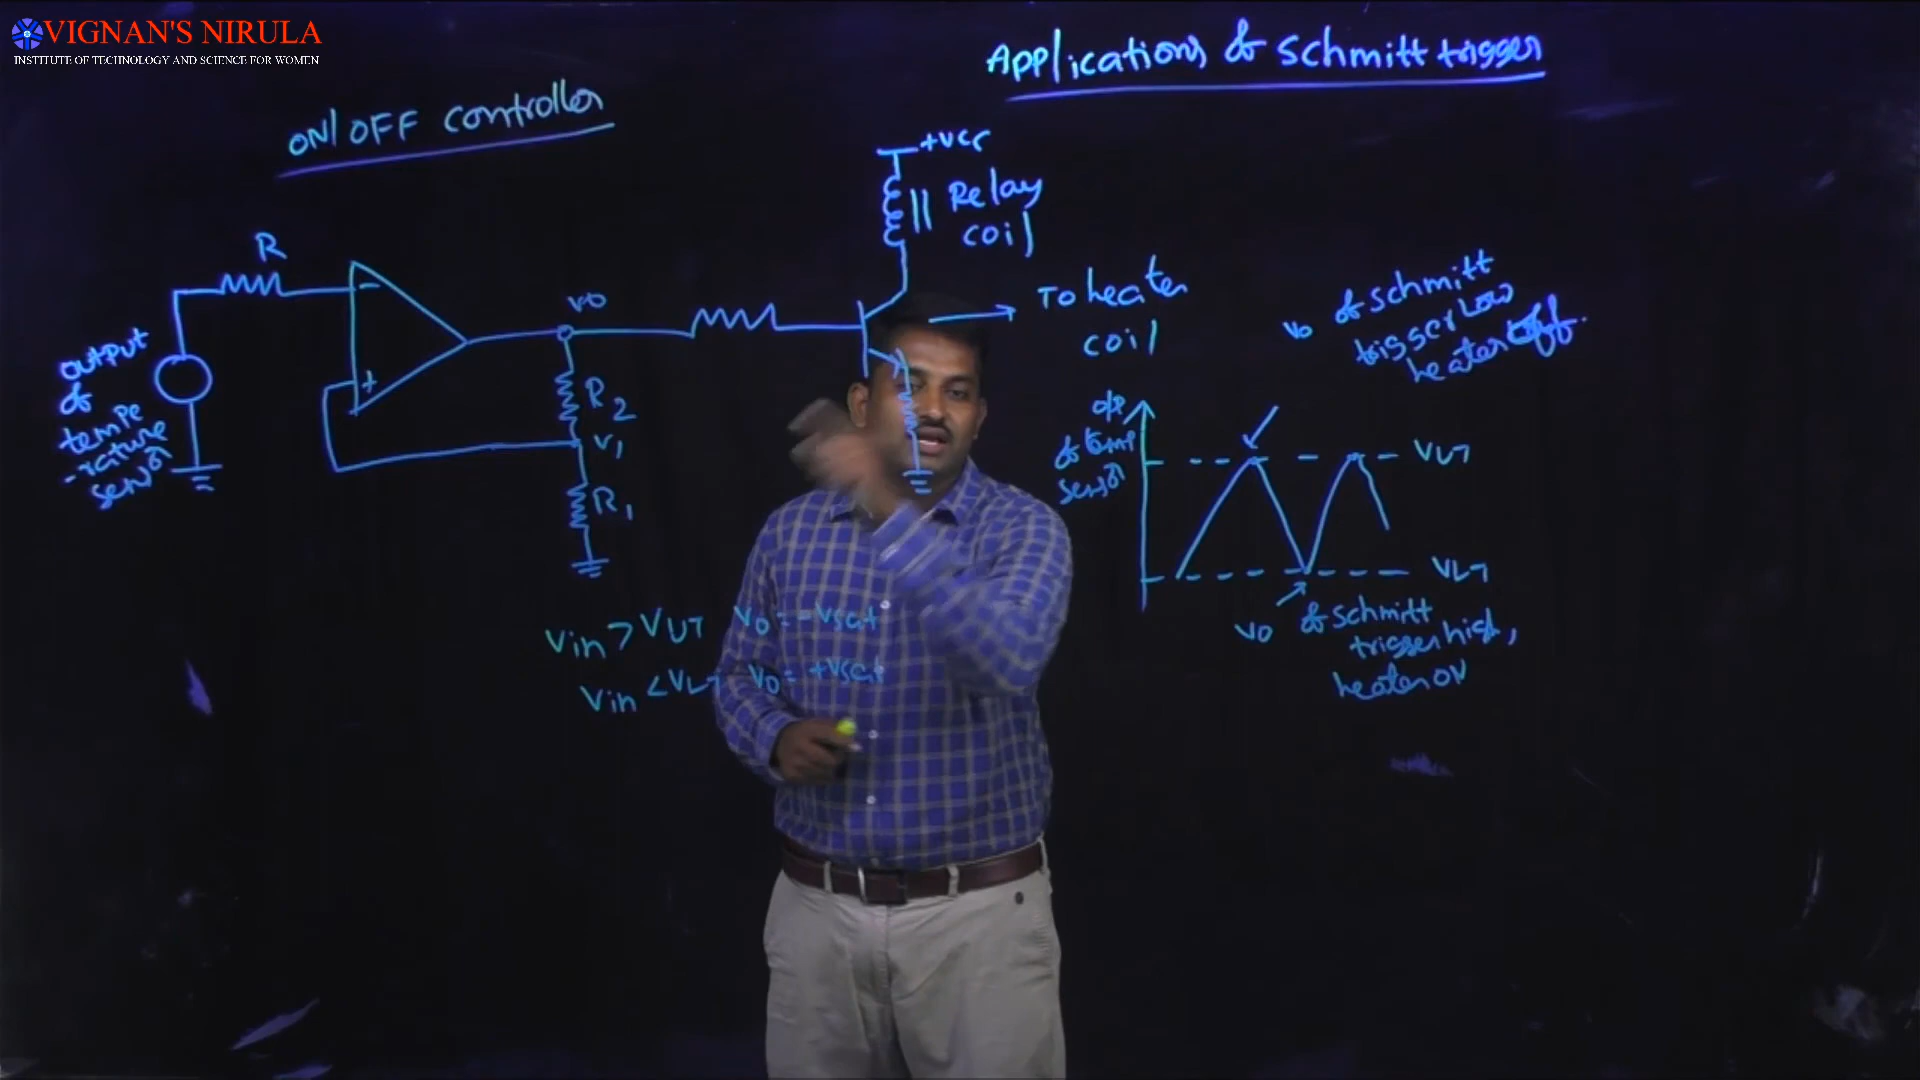 VIGNAN'S NIRULA
INSTITUTE OF TECHNOLOGY AND SCIENCE FOR WOMEN
Applications of schmitt trigger
ON/OFF controller
+VCC
Relay
coil
R
-
+
output
of
tempe
-rature
sensor
Vo
R2
V1
R1
To heater
coil
Vo of schmitt
trigger Low
heater off.
O/P
of temp
sensor
VUT
VLT
Vo of schmitt
trigger high,
heater ON
Vin > VUT Vo = -Vsat
Vin < VLT Vo = +Vsat